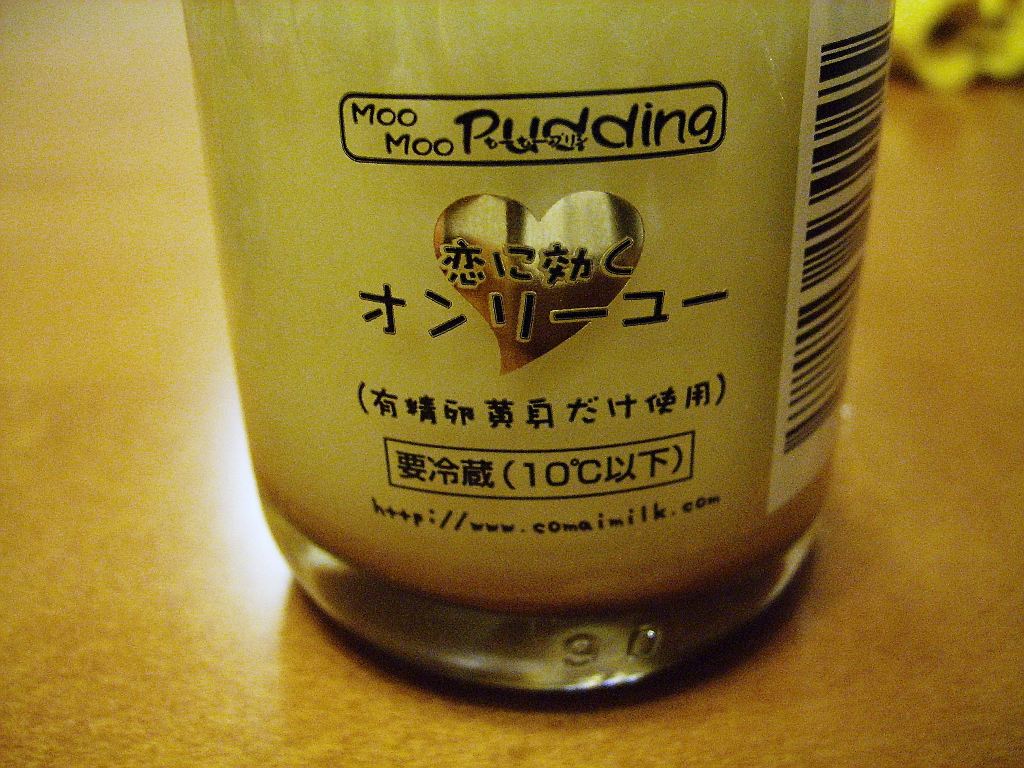 Moo
Moo Pudding
恋に効く
オンリーユー
(有精卵黄身だけ使用)
要冷蔵(10℃以下)
http://www.comaimilk.com